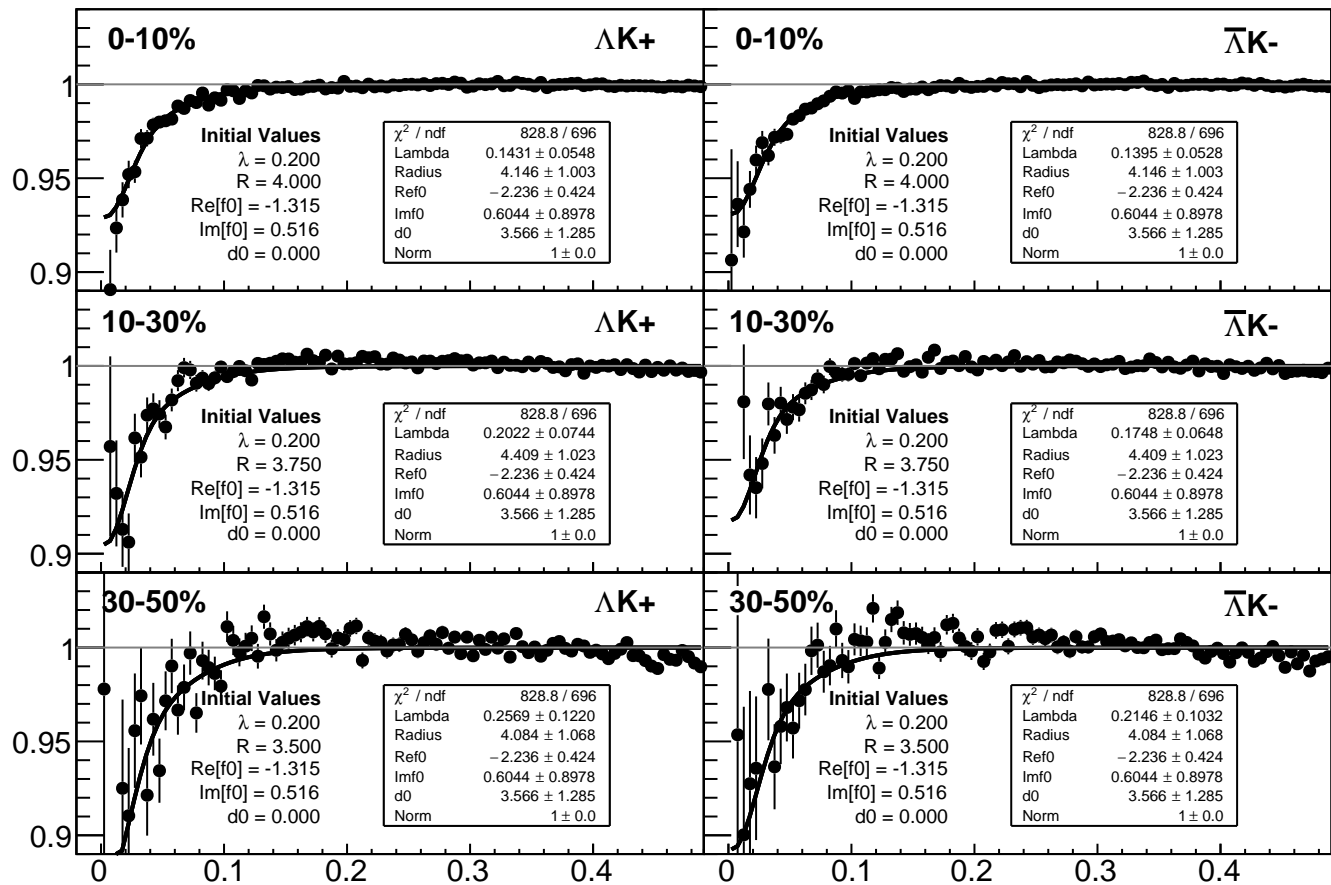 0-10%
ΛK+
1
0.95
0.9
Initial Values
λ = 0.200
R = 4.000
Re[f0] = -1.315
Im[f0] = 0.516
d0 = 0.000
χ² / ndf 828.8 / 696
Lambda 0.1431 ± 0.0548
Radius 4.146 ± 1.003
Ref0 −2.236 ± 0.424
Imf0 0.6044 ± 0.8978
d0 3.566 ± 1.285
Norm 1 ± 0.0
0-10%
Λ̅K-
Initial Values
λ = 0.200
R = 4.000
Re[f0] = -1.315
Im[f0] = 0.516
d0 = 0.000
χ² / ndf 828.8 / 696
Lambda 0.1395 ± 0.0528
Radius 4.146 ± 1.003
Ref0 −2.236 ± 0.424
Imf0 0.6044 ± 0.8978
d0 3.566 ± 1.285
Norm 1 ± 0.0
10-30%
ΛK+
1
0.95
0.9
Initial Values
λ = 0.200
R = 3.750
Re[f0] = -1.315
Im[f0] = 0.516
d0 = 0.000
χ² / ndf 828.8 / 696
Lambda 0.2022 ± 0.0744
Radius 4.409 ± 1.023
Ref0 −2.236 ± 0.424
Imf0 0.6044 ± 0.8978
d0 3.566 ± 1.285
Norm 1 ± 0.0
10-30%
Λ̅K-
Initial Values
λ = 0.200
R = 3.750
Re[f0] = -1.315
Im[f0] = 0.516
d0 = 0.000
χ² / ndf 828.8 / 696
Lambda 0.1748 ± 0.0648
Radius 4.409 ± 1.023
Ref0 −2.236 ± 0.424
Imf0 0.6044 ± 0.8978
d0 3.566 ± 1.285
Norm 1 ± 0.0
30-50%
ΛK+
1
0.95
0.9
Initial Values
λ = 0.200
R = 3.500
Re[f0] = -1.315
Im[f0] = 0.516
d0 = 0.000
χ² / ndf 828.8 / 696
Lambda 0.2569 ± 0.1220
Radius 4.084 ± 1.068
Ref0 −2.236 ± 0.424
Imf0 0.6044 ± 0.8978
d0 3.566 ± 1.285
Norm 1 ± 0.0
0 0.1 0.2 0.3 0.4
30-50%
Λ̅K-
Initial Values
λ = 0.200
R = 3.500
Re[f0] = -1.315
Im[f0] = 0.516
d0 = 0.000
χ² / ndf 828.8 / 696
Lambda 0.2146 ± 0.1032
Radius 4.084 ± 1.068
Ref0 −2.236 ± 0.424
Imf0 0.6044 ± 0.8978
d0 3.566 ± 1.285
Norm 1 ± 0.0
0 0.1 0.2 0.3 0.4